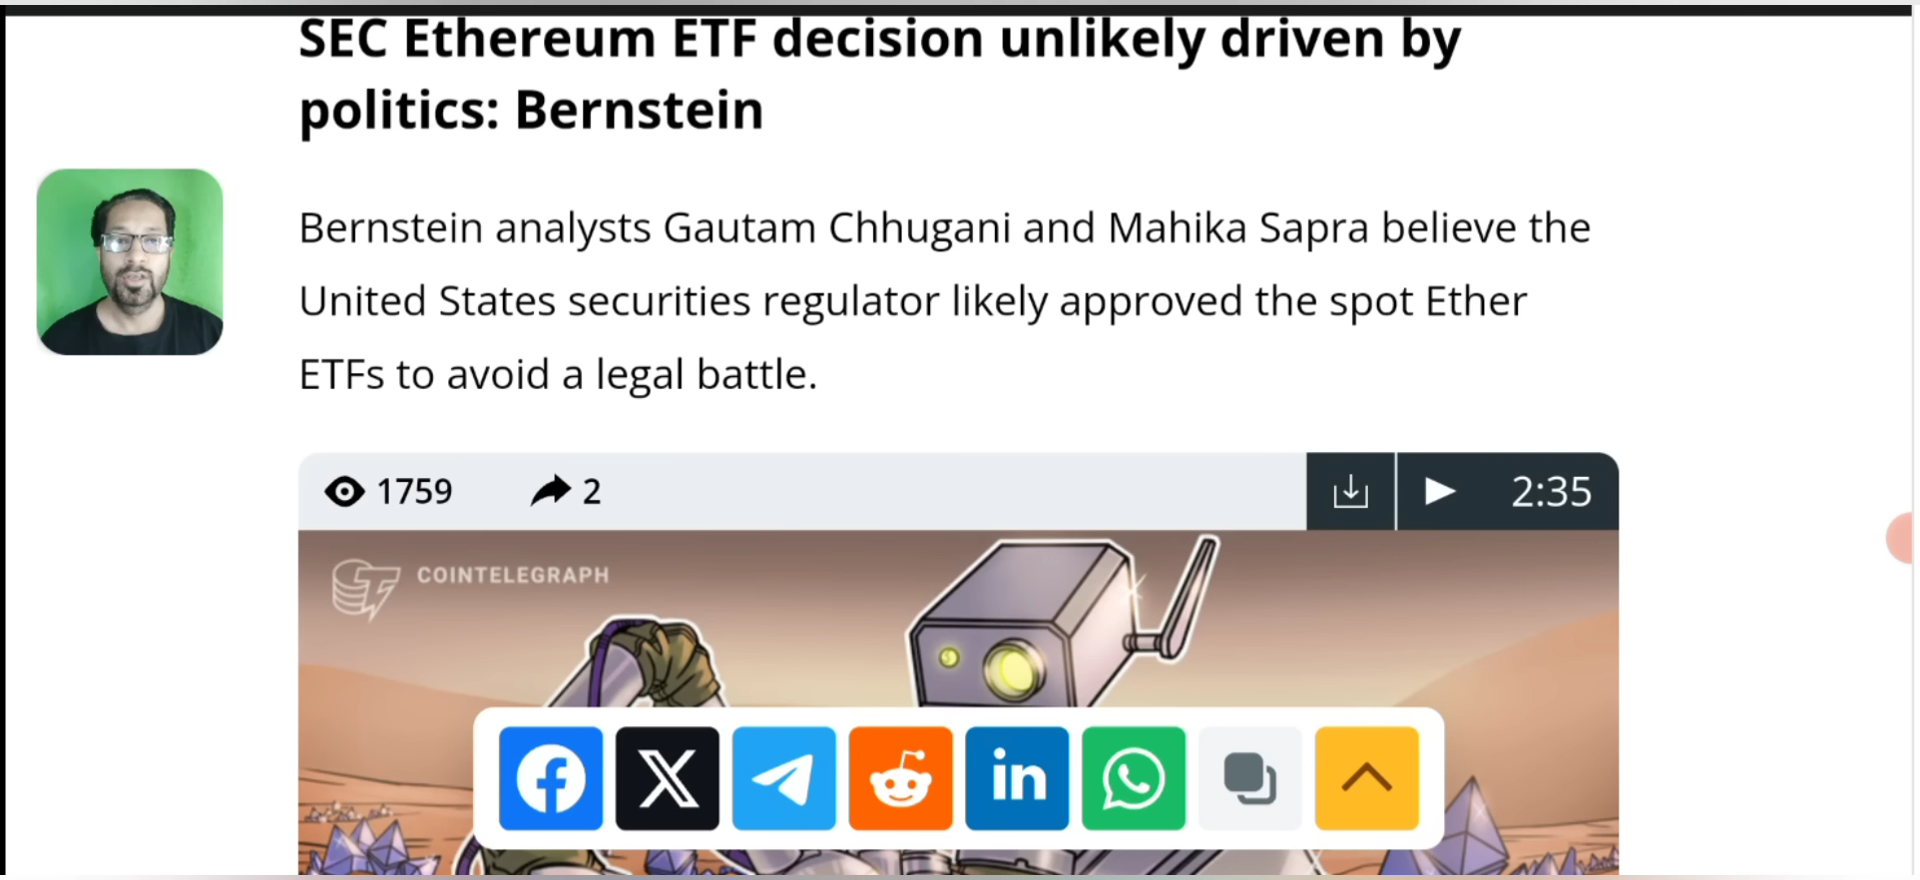 SEC Ethereum ETF decision unlikely driven by
politics: Bernstein
Bernstein analysts Gautam Chhugani and Mahika Sapra believe the
United States securities regulator likely approved the spot Ether
ETFs to avoid a legal battle.
1759 2 2:35
COINTELEGRAPH
in